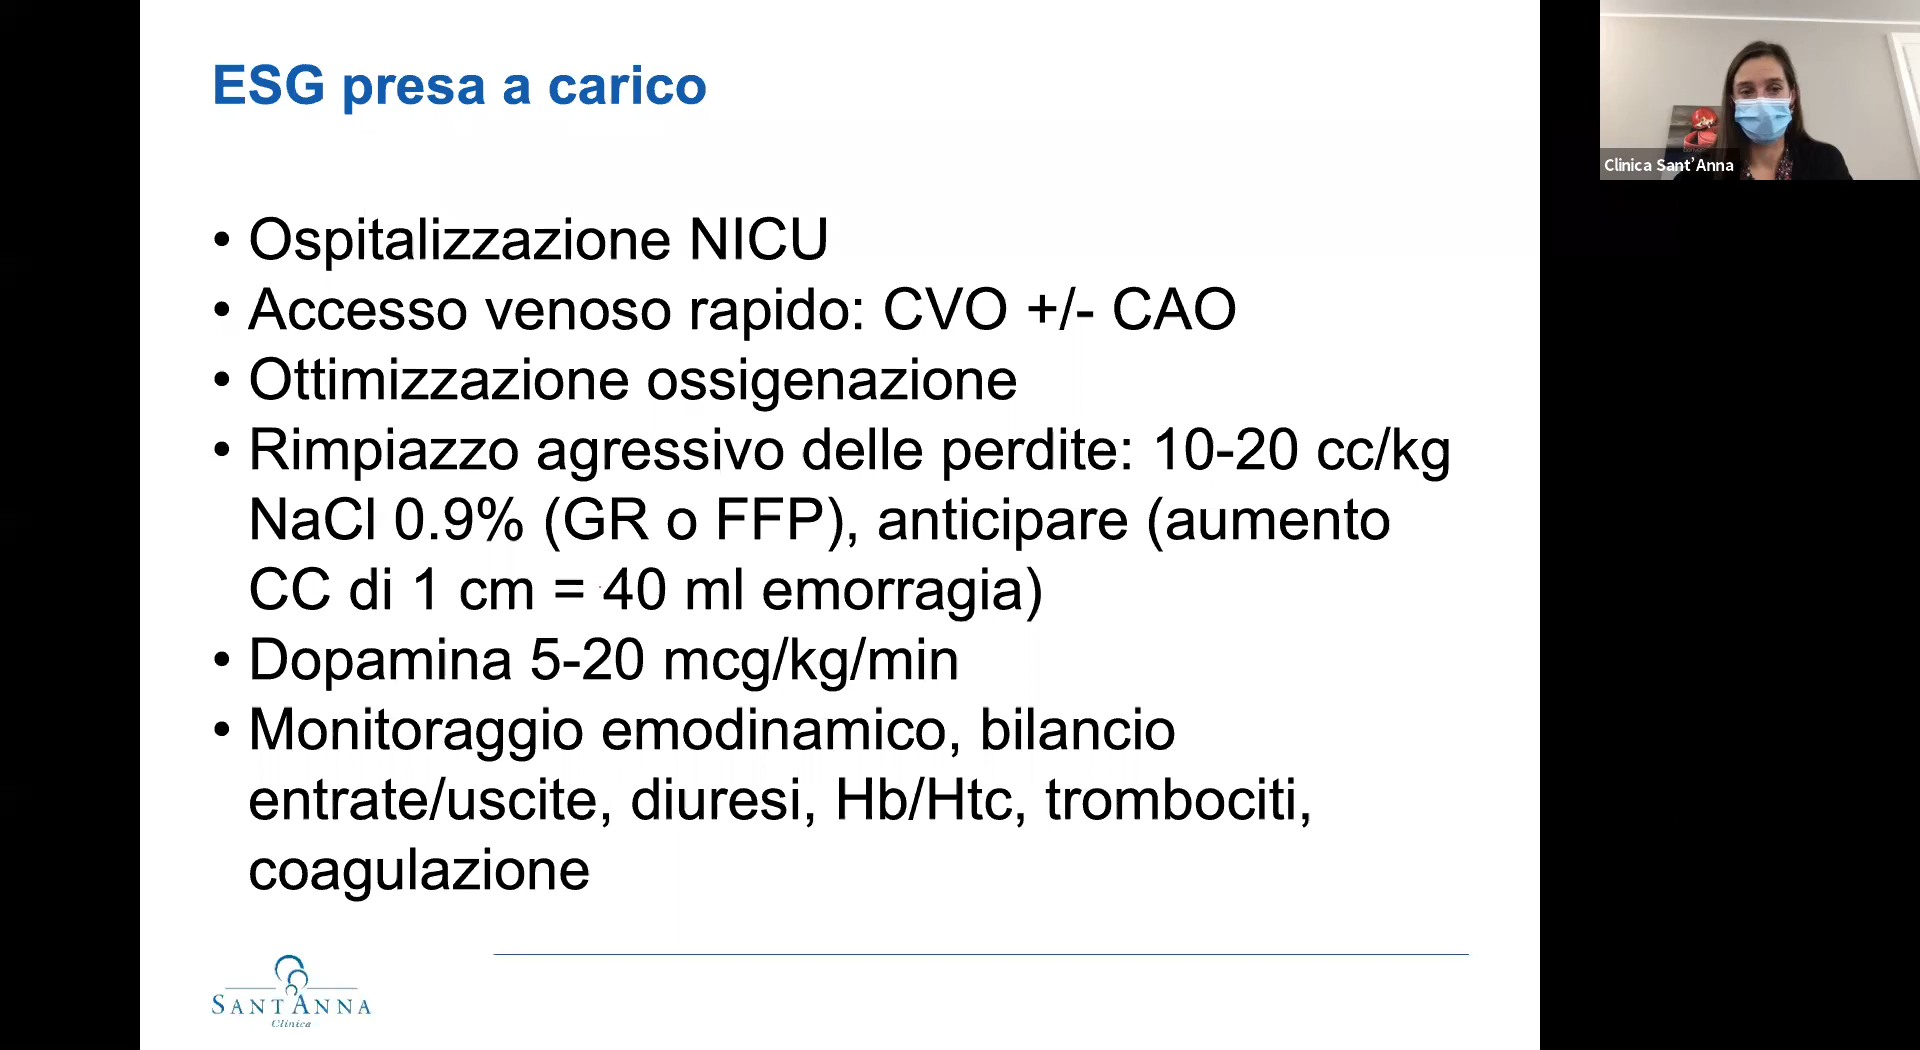 ESG presa a carico
Clinica Sant'Anna
• Ospitalizzazione NICU
• Accesso venoso rapido: CVO +/- CAO
• Ottimizzazione ossigenazione
• Rimpiazzo agressivo delle perdite: 10-20 cc/kg
NaCl 0.9% (GR o FFP), anticipare (aumento
CC di 1 cm = 40 ml emorragia)
• Dopamina 5-20 mcg/kg/min
• Monitoraggio emodinamico, bilancio
entrate/uscite, diuresi, Hb/Htc, trombociti,
coagulazione
SANT'ANNA
Clinica